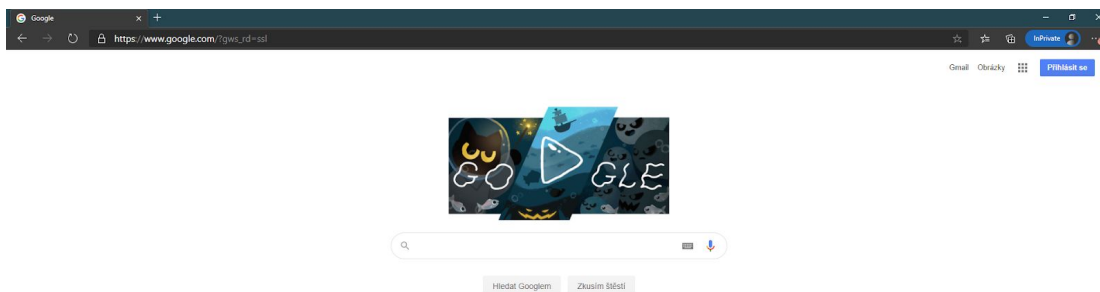 Google
https://www.google.com/?gws_rd=ssl
InPrivate
Gmail Obrázky Přihlásit se
GO GLE
Hledat Googlem Zkusím štěstí